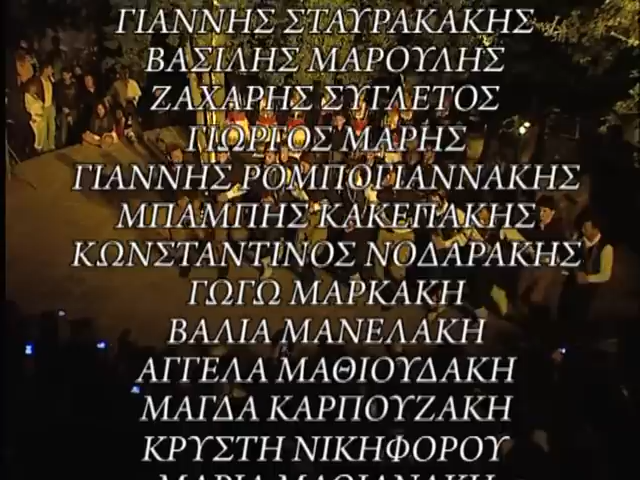 ΓΙΑΝΝΗΣ ΣΤΑΥΡΑΚΑΚΗΣ
ΒΑΣΙΛΗΣ ΜΑΡΟΥΛΗΣ
ΖΑΧΑΡΗΣ ΣΥΓΛΕΤΟΣ
ΓΙΩΡΓΟΣ ΜΑΡΗΣ
ΓΙΑΝΝΗΣ ΡΟΜΠΟΓΙΑΝΝΑΚΗΣ
ΜΠΑΜΠΗΣ ΚΑΚΕΠΑΚΗΣ
ΚΩΝΣΤΑΝΤΙΝΟΣ ΝΟΔΑΡΑΚΗΣ
ΓΩΓΩ ΜΑΡΚΑΚΗ
ΒΑΛΙΑ ΜΑΝΕΛΑΚΗ
ΑΓΓΕΛΑ ΜΑΘΙΟΥΔΑΚΗ
ΜΑΓΔΑ ΚΑΡΠΟΥΖΑΚΗ
ΚΡΥΣΤΗ ΝΙΚΗΦΟΡΟΥ
ΜΑΡΙΑ